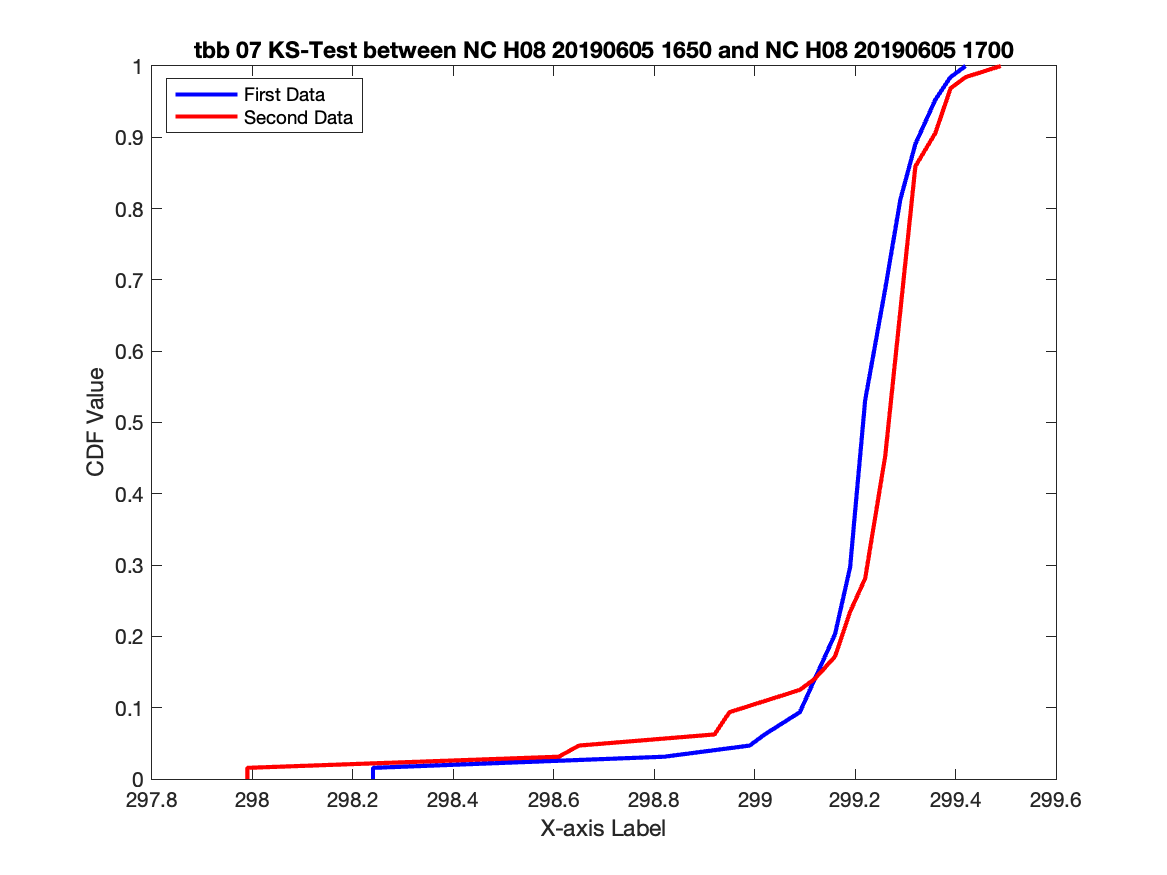 tbb 07 KS-Test between NC H08 20190605 1650 and NC H08 20190605 1700
First Data
Second Data
1
0.9
0.8
0.7
0.6
0.5
0.4
0.3
0.2
0.1
0
CDF Value
297.8 298 298.2 298.4 298.6 298.8 299 299.2 299.4 299.6
X-axis Label